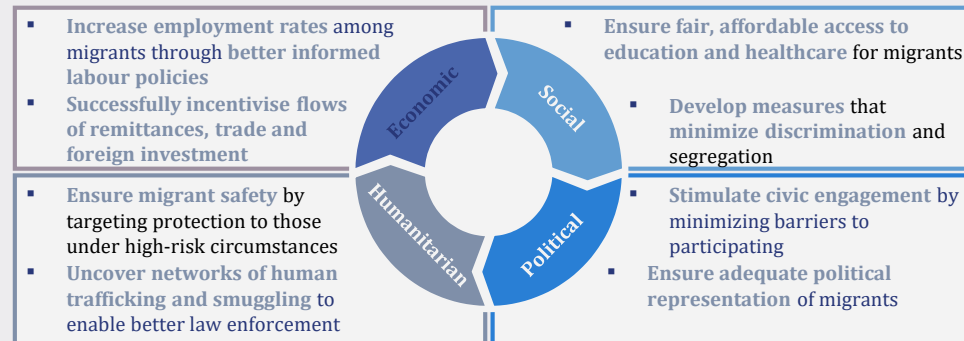 ▪ Increase employment rates among
migrants through better informed
labour policies
▪ Successfully incentivise flows
of remittances, trade and
foreign investment
▪ Ensure fair, affordable access to
education and healthcare for migrants
▪ Develop measures that
minimize discrimination and
segregation
Economic
Social
Humanitarian
Political
▪ Ensure migrant safety by
targeting protection to those
under high-risk circumstances
▪ Uncover networks of human
trafficking and smuggling to
enable better law enforcement
▪ Stimulate civic engagement by
minimizing barriers to
participating
▪ Ensure adequate political
representation of migrants